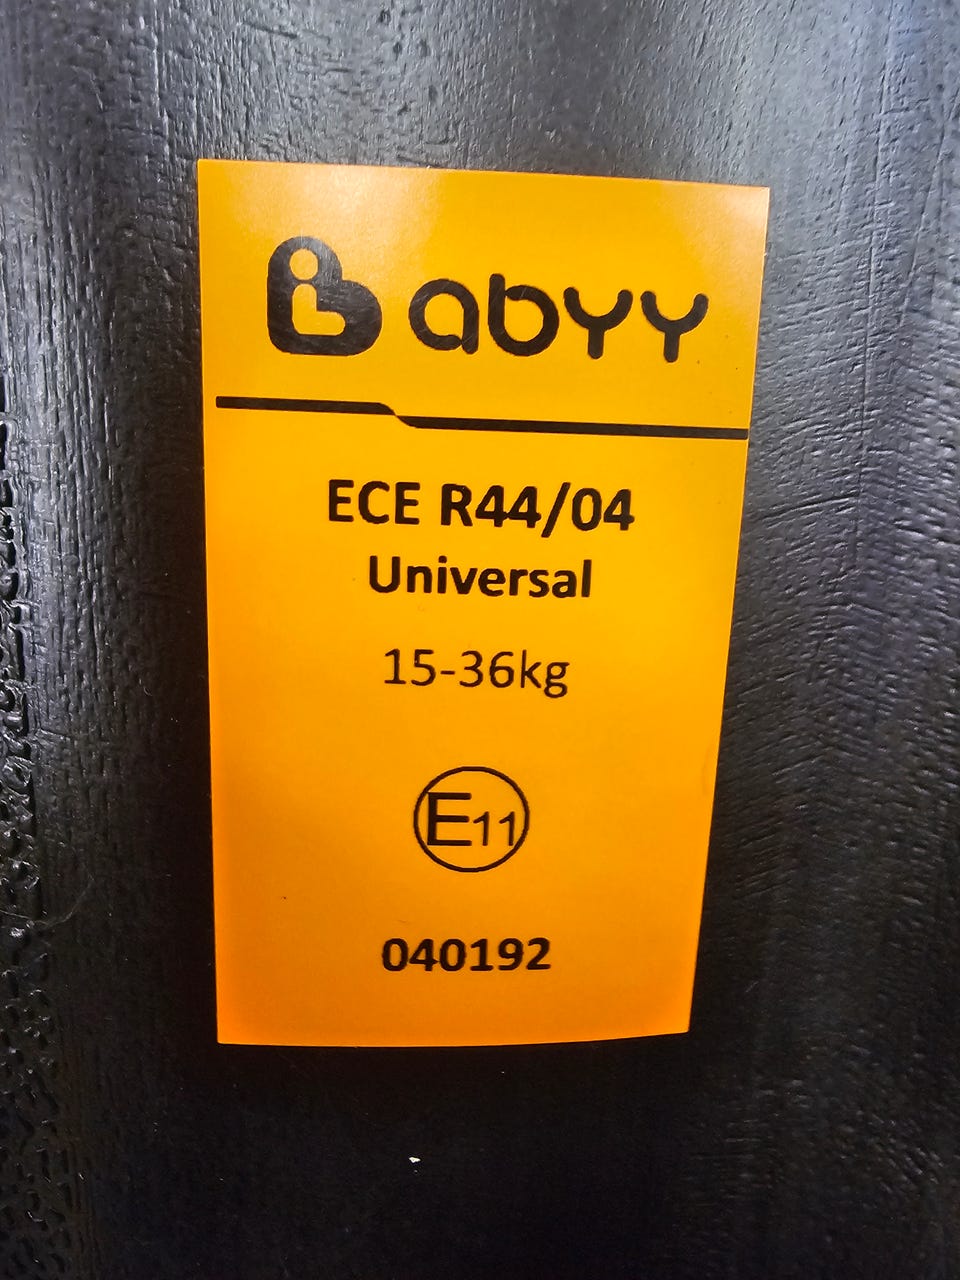 Babyy
ECE R44/04
Universal
15-36kg
E11
040192